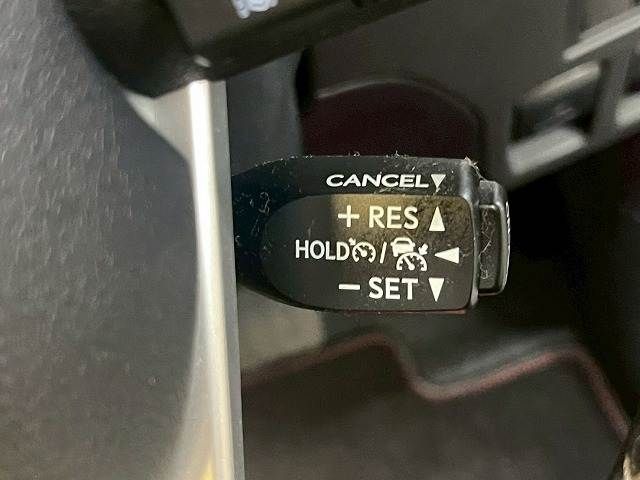 CANCEL▼
+ RES ▲
HOLD / ◀
− SET ▼